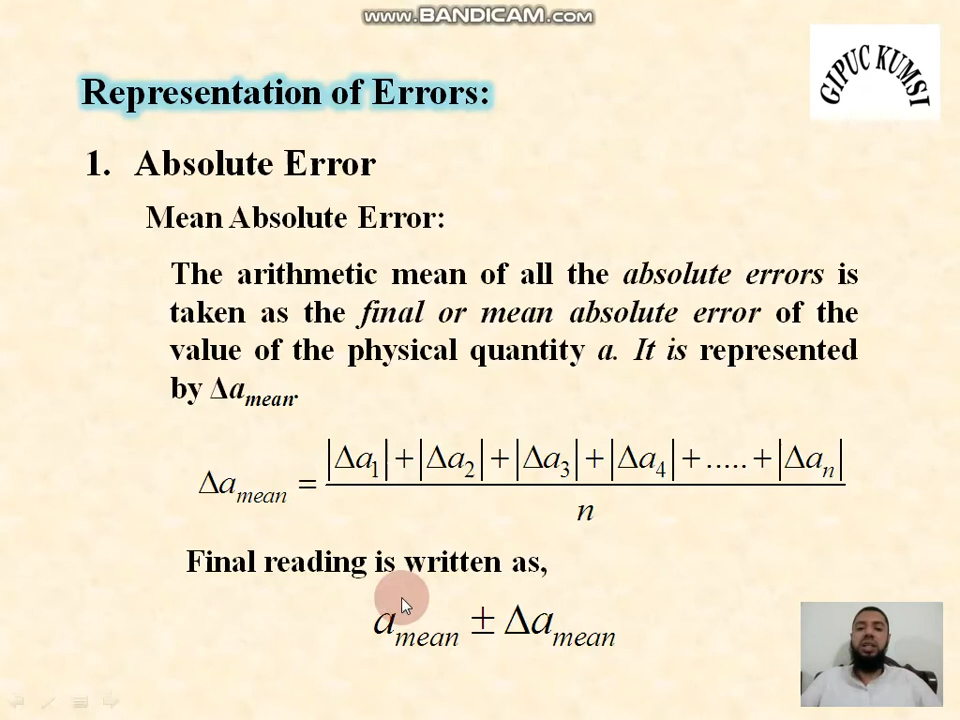 www.BANDICAM.com
GIPUC KUMSI
Representation of Errors:
1. Absolute Error
Mean Absolute Error:
The arithmetic mean of all the absolute errors is
taken as the final or mean absolute error of the
value of the physical quantity a. It is represented
by Δa_mean.
Δa_mean = (|Δa_1| + |Δa_2| + |Δa_3| + |Δa_4| + ..... + |Δa_n|) / n
Final reading is written as,
a_mean ± Δa_mean